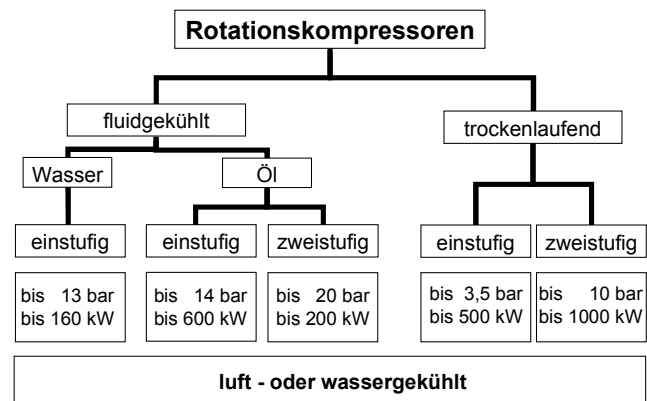 Rotationskompressoren
fluidgekühlt
trockenlaufend
Wasser
Öl
einstufig
einstufig
zweistufig
einstufig
zweistufig
bis 13 bar
bis 160 kW
bis 14 bar
bis 600 kW
bis 20 bar
bis 200 kW
bis 3,5 bar
bis 500 kW
bis 10 bar
bis 1000 kW
luft - oder wassergekühlt